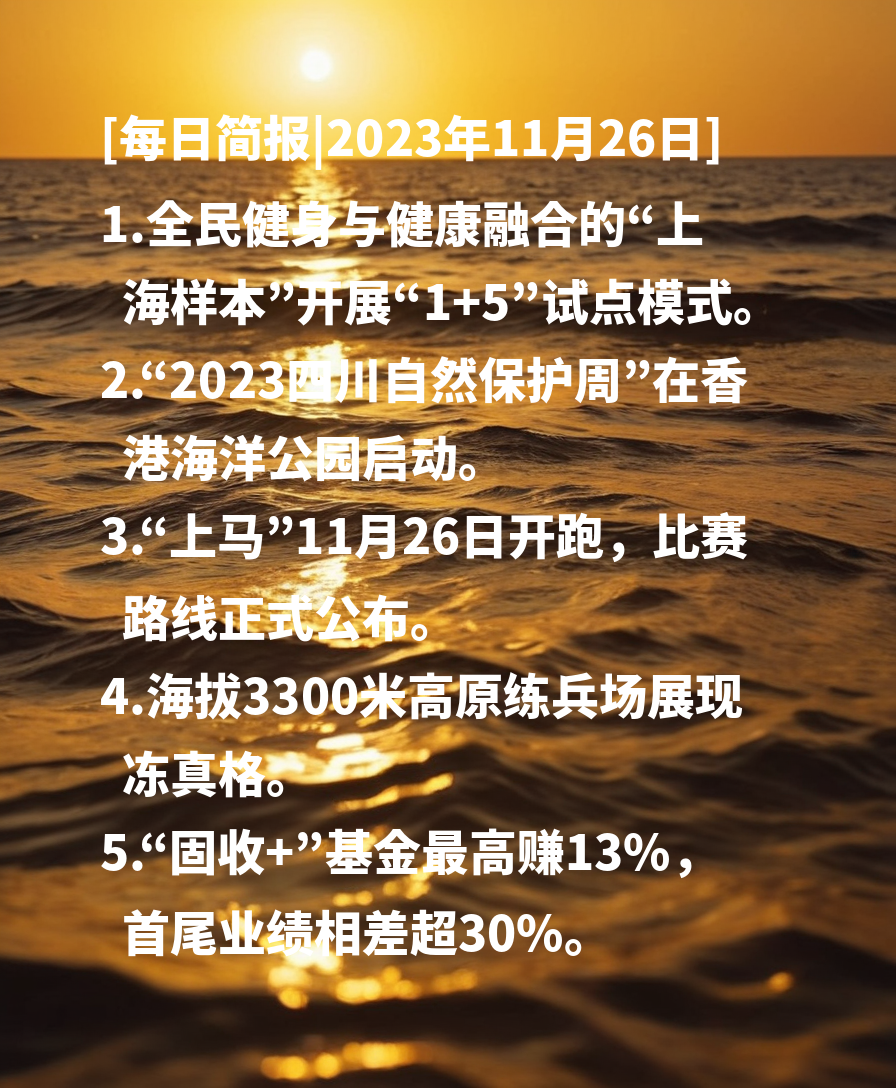 [每日简报|2023年11月26日]
1.全民健身与健康融合的“上
海样本”开展“1+5”试点模式。
2.“2023四川自然保护周”在香
港海洋公园启动。
3.“上马”11月26日开跑，比赛
路线正式公布。
4.海拔3300米高原练兵场展现
冻真格。
5.“固收+”基金最高赚13%，
首尾业绩相差超30%。